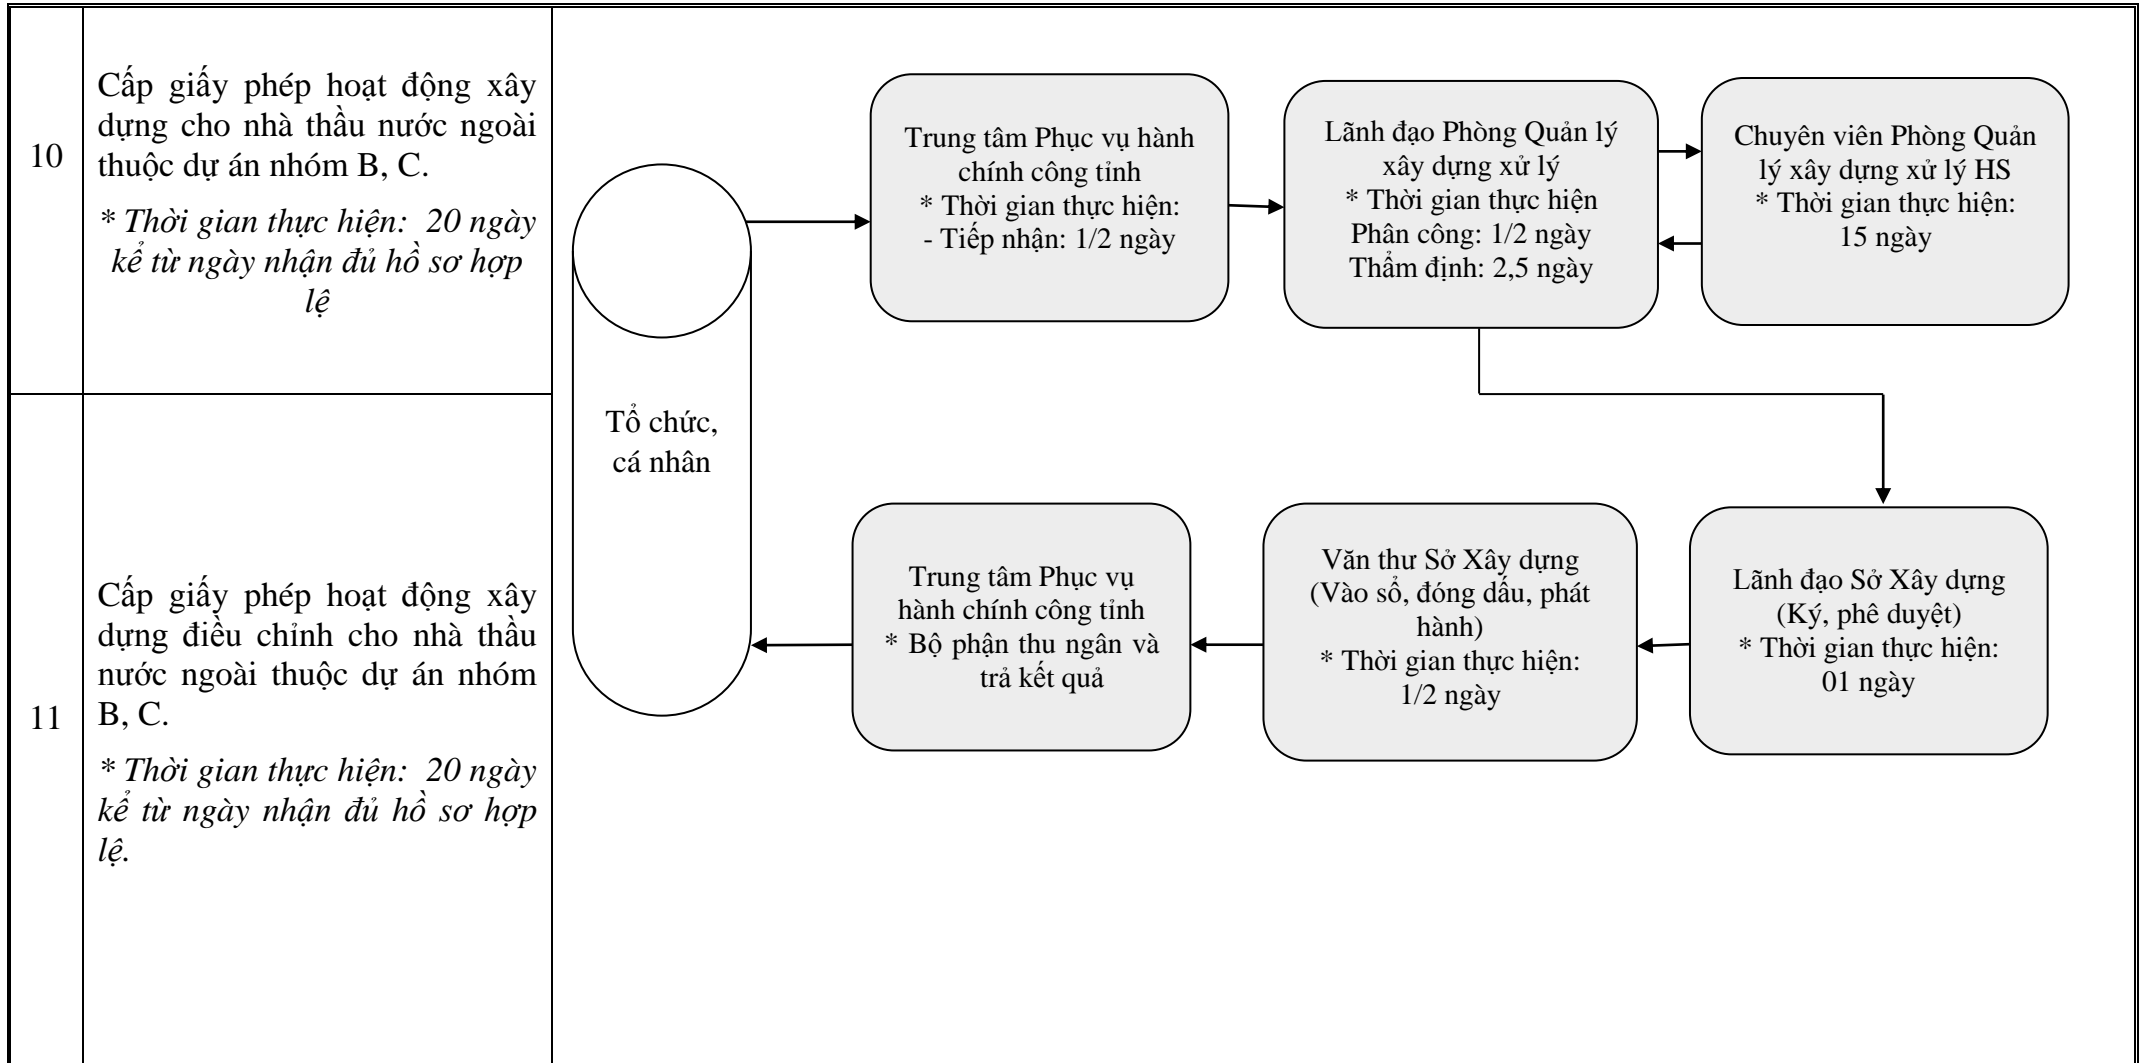 10
Cấp giấy phép hoạt động xây
dựng cho nhà thầu nước ngoài
thuộc dự án nhóm B, C.
* Thời gian thực hiện: 20 ngày
kể từ ngày nhận đủ hồ sơ hợp
lệ
11
Cấp giấy phép hoạt động xây
dựng điều chỉnh cho nhà thầu
nước ngoài thuộc dự án nhóm
B, C.
* Thời gian thực hiện: 20 ngày
kể từ ngày nhận đủ hồ sơ hợp
lệ.
Tổ chức,
cá nhân
Trung tâm Phục vụ hành
chính công tỉnh
* Thời gian thực hiện:
- Tiếp nhận: 1/2 ngày
Lãnh đạo Phòng Quản lý
xây dựng xử lý
* Thời gian thực hiện
Phân công: 1/2 ngày
Thẩm định: 2,5 ngày
Chuyên viên Phòng Quản
lý xây dựng xử lý HS
* Thời gian thực hiện:
15 ngày
Lãnh đạo Sở Xây dựng
(Ký, phê duyệt)
* Thời gian thực hiện:
01 ngày
Văn thư Sở Xây dựng
(Vào sổ, đóng dấu, phát
hành)
* Thời gian thực hiện:
1/2 ngày
Trung tâm Phục vụ
hành chính công tỉnh
* Bộ phận thu ngân và
trả kết quả